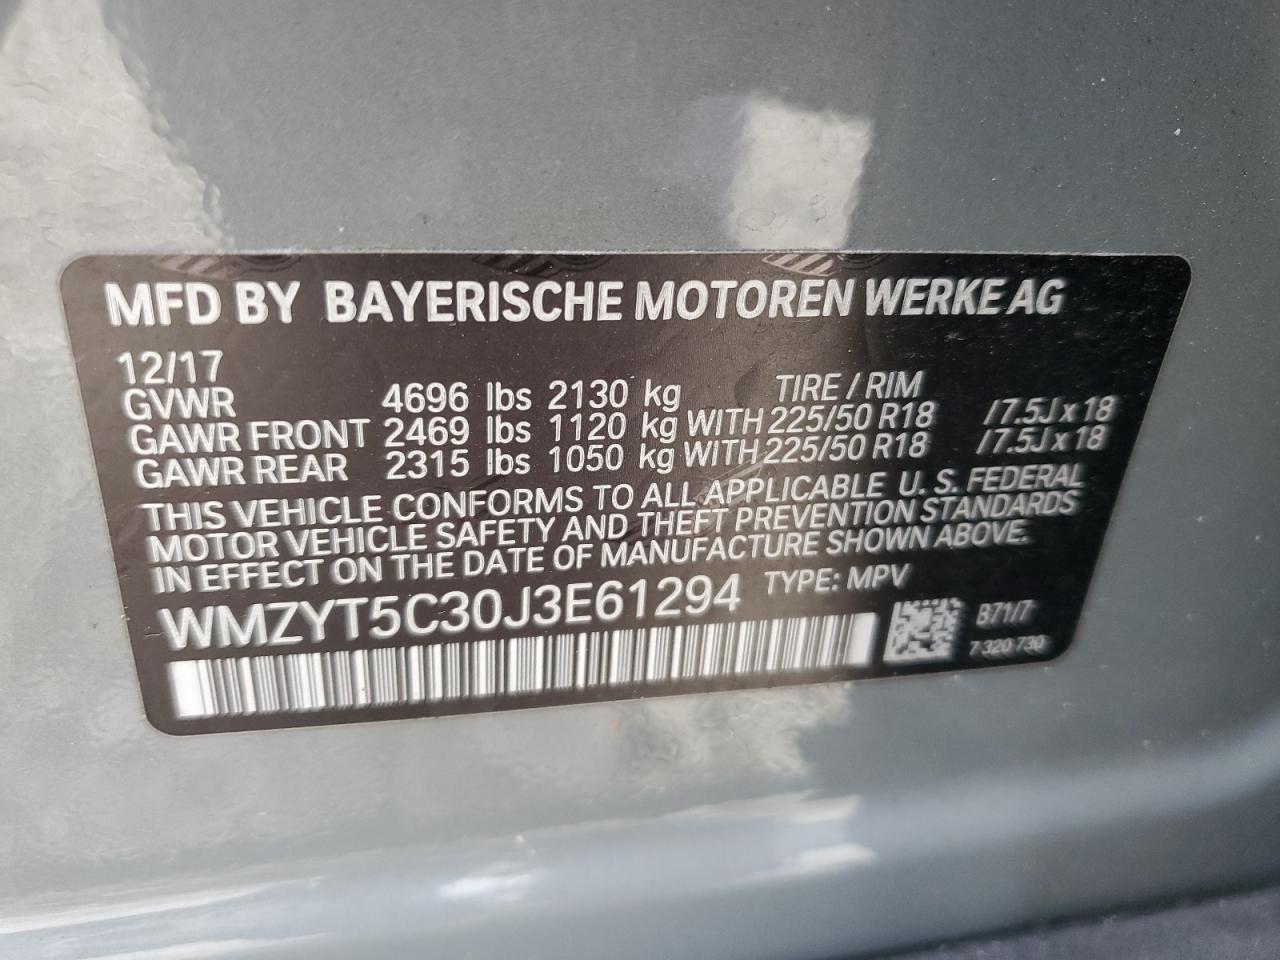 MFD BY BAYERISCHE MOTOREN WERKE AG
12/17
TIRE / RIM
GVWR 4696 lbs 2130 kg
GAWR FRONT 2469 lbs 1120 kg WITH 225/50 R18 /7.5J x 18
GAWR REAR 2315 lbs 1050 kg WITH 225/50 R18 /7.5J x 18
THIS VEHICLE CONFORMS TO ALL APPLICABLE U. S. FEDERAL
MOTOR VEHICLE SAFETY AND THEFT PREVENTION STANDARDS
IN EFFECT ON THE DATE OF MANUFACTURE SHOWN ABOVE.
WMZYT5C30J3E61294 TYPE: MPV
B71/7
7 320 730